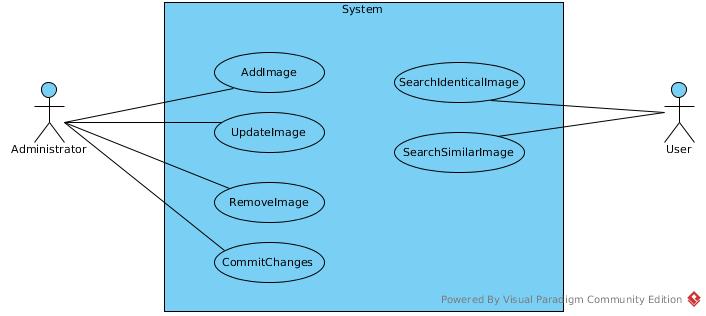 System
AddImage
SearchIdenticalImage
UpdateImage
Administrator
SearchSimilarImage
User
RemoveImage
CommitChanges
Powered By Visual Paradigm Community Edition